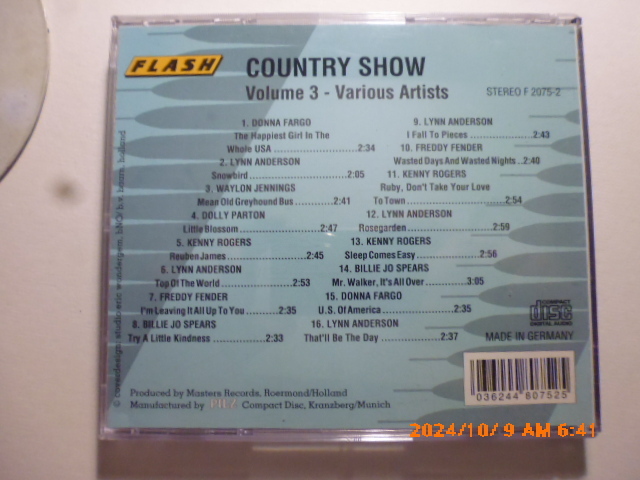 FLASH
COUNTRY SHOW
Volume 3 - Various Artists
STEREO F 2075-2
1. DONNA FARGO
The Happiest Girl In The
Whole USA 2:34
2. LYNN ANDERSON
Snowbird 2:05
3. WAYLON JENNINGS
Mean Old Greyhound Bus 2:41
4. DOLLY PARTON
Little Blossom 2:47
5. KENNY ROGERS
Reuben James 2:45
6. LYNN ANDERSON
Top Of The World 2:53
7. FREDDY FENDER
I'm Leaving It All Up To You 2:35
8. BILLIE JO SPEARS
Try A Little Kindness 2:33
9. LYNN ANDERSON
I Fall To Pieces 2:43
10. FREDDY FENDER
Wasted Days And Wasted Nights 2:40
11. KENNY ROGERS
Ruby, Don't Take Your Love
To Town 2:54
12. LYNN ANDERSON
Rosegarden 2:59
13. KENNY ROGERS
Sleep Comes Easy 2:56
14. BILLIE JO SPEARS
Mr. Walker, It's All Over 3:05
15. DONNA FARGO
U.S. Of America 2:35
16. LYNN ANDERSON
That'll Be The Day 2:37
COMPACT
disc
DIGITAL AUDIO
MADE IN GERMANY
036244 607525
Produced by Masters Records, Roermond/Holland
Manufactured by PILZ Compact Disc, Kranzberg/Munich
2024/10/ 9 AM 6:41